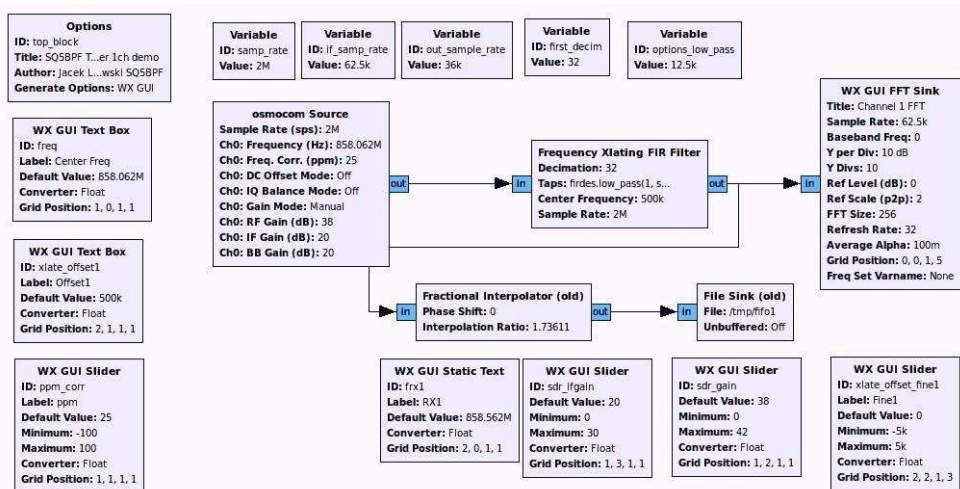 Options
ID: top_block
Title: SQ5BPF T...er 1ch demo
Author: Jacek L...wski SQ5BPF
Generate Options: WX GUI
Variable
ID: samp_rate
Value: 2M
Variable
ID: if_samp_rate
Value: 62.5k
Variable
ID: out_sample_rate
Value: 36k
Variable
ID: first_decim
Value: 32
Variable
ID: options_low_pass
Value: 12.5k
WX GUI Text Box
ID: freq
Label: Center Freq
Default Value: 858.062M
Converter: Float
Grid Position: 1, 0, 1, 1
osmocom Source
Sample Rate (sps): 2M
Ch0: Frequency (Hz): 858.062M
Ch0: Freq. Corr. (ppm): 25
Ch0: DC Offset Mode: Off
Ch0: IQ Balance Mode: Off
Ch0: Gain Mode: Manual
Ch0: RF Gain (dB): 38
Ch0: IF Gain (dB): 20
Ch0: BB Gain (dB): 20
out
in
Frequency Xlating FIR Filter
Decimation: 32
Taps: firdes.low_pass(1, s...
Center Frequency: 500k
Sample Rate: 2M
out
in
WX GUI FFT Sink
Title: Channel 1 FFT
Sample Rate: 62.5k
Baseband Freq: 0
Y per Div: 10 dB
Y Divs: 10
Ref Level (dB): 0
Ref Scale (p2p): 2
FFT Size: 256
Refresh Rate: 32
Average Alpha: 100m
Grid Position: 0, 0, 1, 5
Freq Set Varname: None
WX GUI Text Box
ID: xlate_offset1
Label: Offset1
Default Value: 500k
Converter: Float
Grid Position: 2, 1, 1, 1
in
Fractional Interpolator (old)
Phase Shift: 0
Interpolation Ratio: 1.73611
out
in
File Sink (old)
File: /tmp/fifo1
Unbuffered: Off
WX GUI Slider
ID: ppm_corr
Label: ppm
Default Value: 25
Minimum: -100
Maximum: 100
Converter: Float
Grid Position: 1, 1, 1, 1
WX GUI Static Text
ID: frx1
Label: RX1
Default Value: 858.562M
Converter: Float
Grid Position: 2, 0, 1, 1
WX GUI Slider
ID: sdr_ifgain
Default Value: 20
Minimum: 0
Maximum: 30
Converter: Float
Grid Position: 1, 3, 1, 1
WX GUI Slider
ID: sdr_gain
Default Value: 38
Minimum: 0
Maximum: 42
Converter: Float
Grid Position: 1, 2, 1, 1
WX GUI Slider
ID: xlate_offset_fine1
Label: Fine1
Default Value: 0
Minimum: -5k
Maximum: 5k
Converter: Float
Grid Position: 2, 2, 1, 3